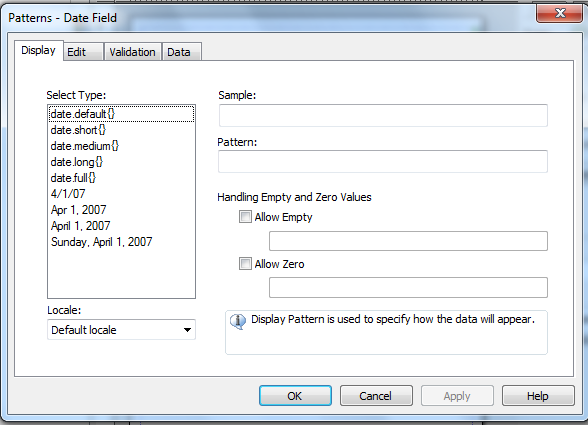 Patterns - Date Field
Display Edit Validation Data
Select Type:
date.default{}
date.short{}
date.medium{}
date.long{}
date.full{}
4/1/07
Apr 1, 2007
April 1, 2007
Sunday, April 1, 2007
Locale:
Default locale
Sample:
Pattern:
Handling Empty and Zero Values
Allow Empty
Allow Zero
Display Pattern is used to specify how the data will appear.
OK Cancel Apply Help